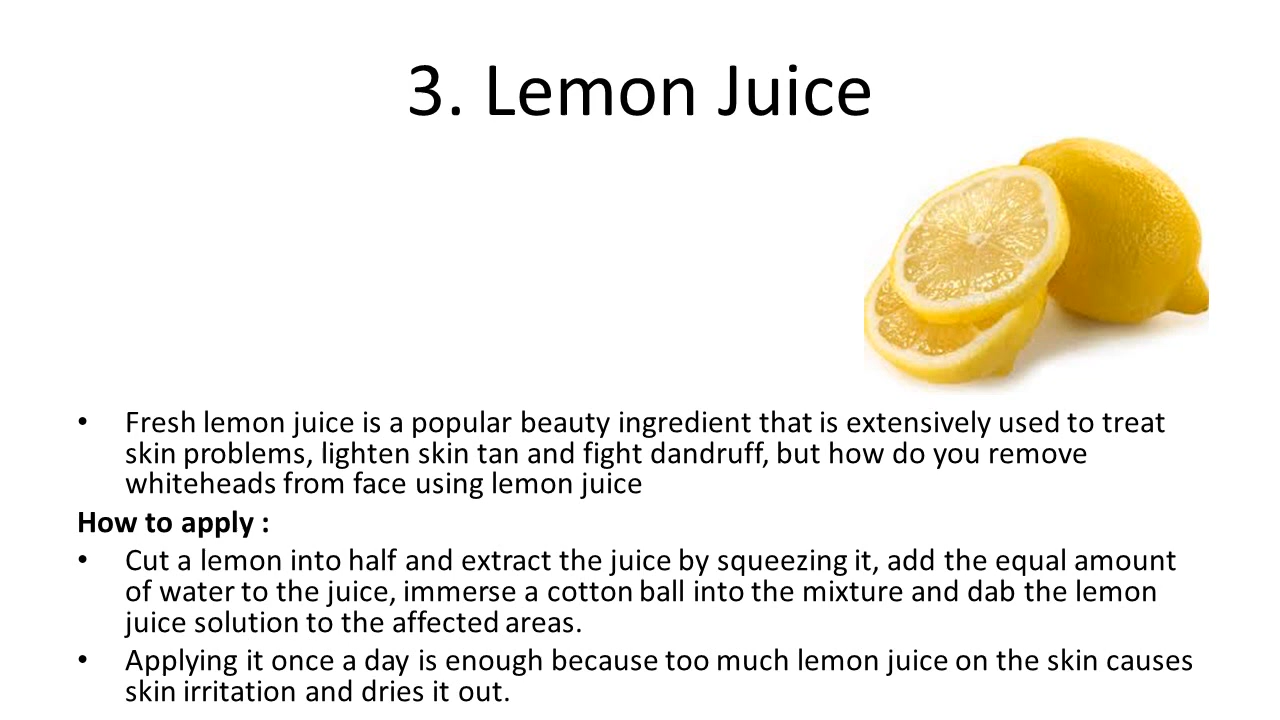 3. Lemon Juice
• Fresh lemon juice is a popular beauty ingredient that is extensively used to treat
skin problems, lighten skin tan and fight dandruff, but how do you remove
whiteheads from face using lemon juice
How to apply :
• Cut a lemon into half and extract the juice by squeezing it, add the equal amount
of water to the juice, immerse a cotton ball into the mixture and dab the lemon
juice solution to the affected areas.
• Applying it once a day is enough because too much lemon juice on the skin causes
skin irritation and dries it out.